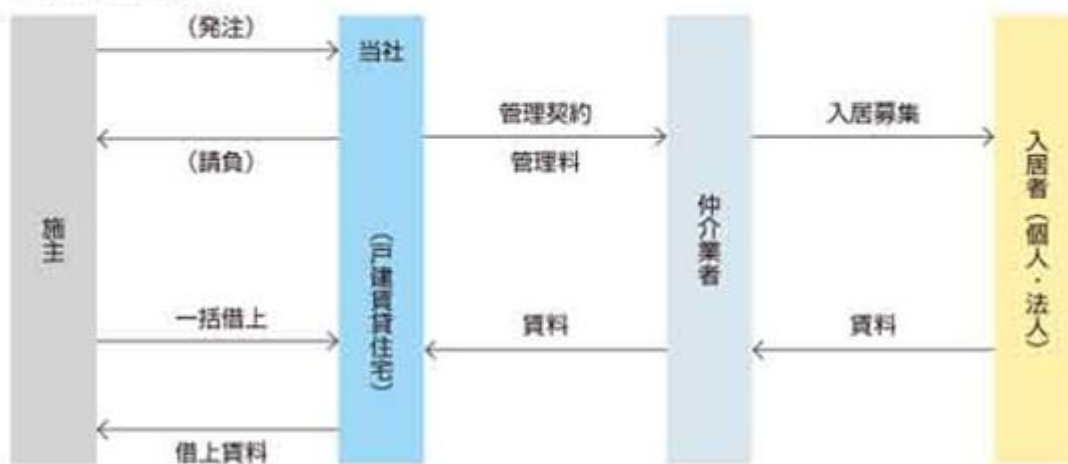 （発注）
当社
管理契約
入居募集
（請負）
管理料
施主
（戸建賃貸住宅）
仲介業者
入居者（個人・法人）
一括借上
賃料
賃料
借上賃料